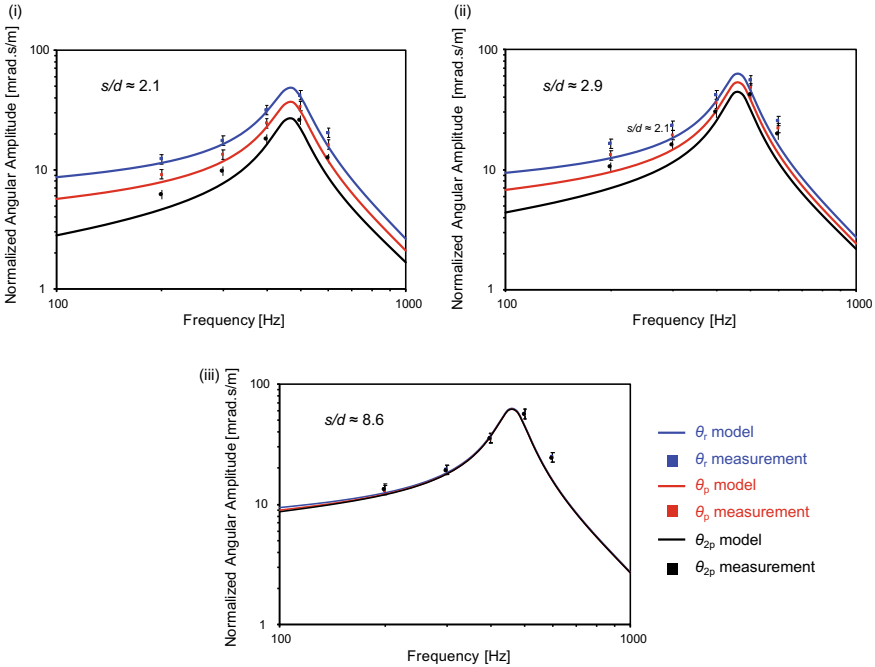 (i)
Normalized Angular Amplitude [mrad.s/m]
100
10
1
s/d ≈ 2.1
100
1000
Frequency [Hz]
(ii)
Normalized Angular Amplitude [mrad.s/m]
100
10
1
s/d ≈ 2.9
s/d ≈ 2.1
100
1000
Frequency [Hz]
(iii)
Normalized Angular Amplitude [mrad.s/m]
100
10
1
s/d ≈ 8.6
100
1000
Frequency [Hz]
θr model
θr measurement
θp model
θp measurement
θ2p model
θ2p measurement